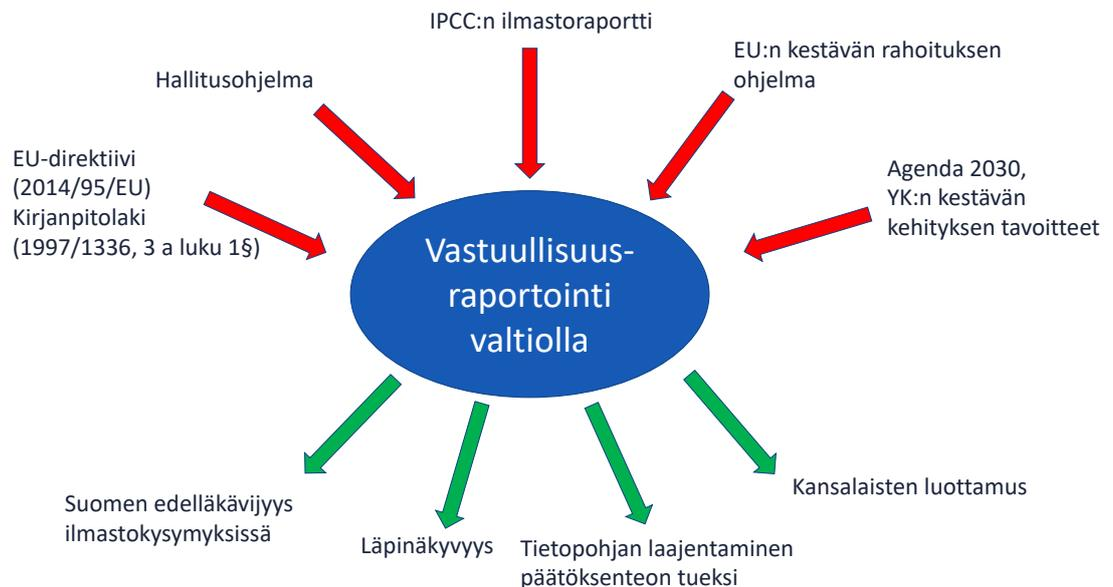 IPCC:n ilmastoraportti
EU:n kestävän rahoituksen
ohjelma
Hallitusohjelma
EU-direktiivi
(2014/95/EU)
Kirjanpitolaki
(1997/1336, 3 a luku 1§)
Agenda 2030,
YK:n kestävän
kehityksen tavoitteet
Vastuullisuus-
raportointi
valtiolla
Suomen edelläkävijyys
ilmastokysymyksissä
Läpinäkyvyys
Tietopohjan laajentaminen
päätöksenteon tueksi
Kansalaisten luottamus